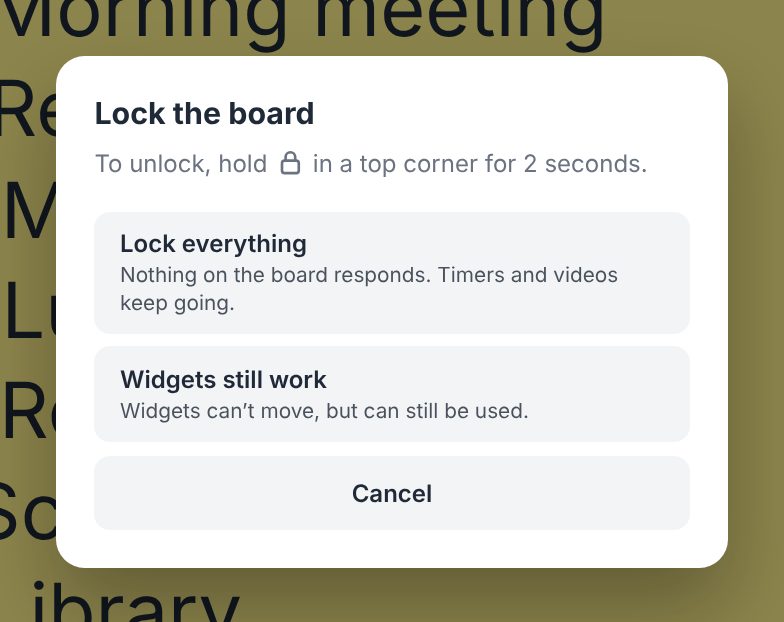 Morning meeting
Lock the board
To unlock, hold in a top corner for 2 seconds.
Lock everything
Nothing on the board responds. Timers and videos
keep going.
Widgets still work
Widgets can’t move, but can still be used.
Cancel